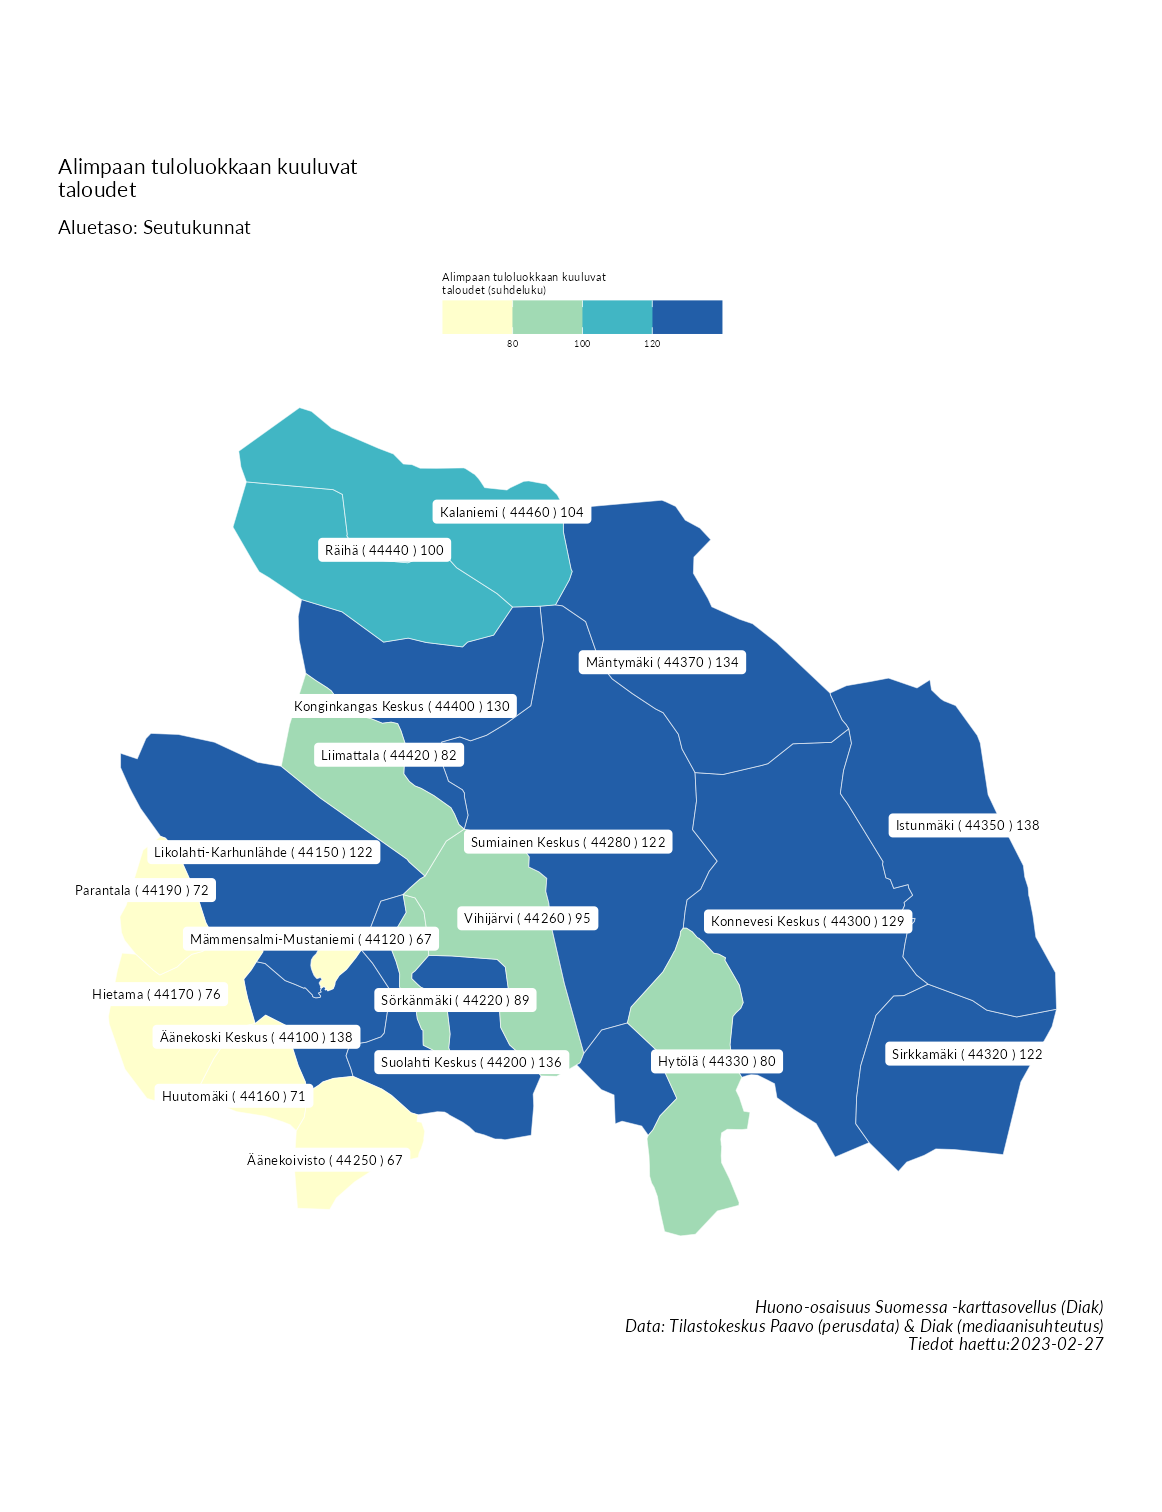 Alimpaan tuloluokkaan kuuluvat
taloudet
Aluetaso: Seutukunnat
Alimpaan tuloluokkaan kuuluvat
taloudet (suhdeluku)
80 100 120
Kalaniemi ( 44460 ) 104
Räihä ( 44440 ) 100
Mäntymäki ( 44370 ) 134
Konginkangas Keskus ( 44400 ) 130
Liimattala ( 44420 ) 82
Istunmäki ( 44350 ) 138
Sumiainen Keskus ( 44280 ) 122
Likolahti-Karhunlähde ( 44150 ) 122
Parantala ( 44190 ) 72
Vihijärvi ( 44260 ) 95
Konnevesi Keskus ( 44300 ) 129
Mämmensalmi-Mustaniemi ( 44120 ) 67
Hietama ( 44170 ) 76
Sörkänmäki ( 44220 ) 89
Äänekoski Keskus ( 44100 ) 138
Sirkkamäki ( 44320 ) 122
Suolahti Keskus ( 44200 ) 136
Hytölä ( 44330 ) 80
Huutomäki ( 44160 ) 71
Äänekoivisto ( 44250 ) 67
Huono-osaisuus Suomessa -karttasovellus (Diak)
Data: Tilastokeskus Paavo (perusdata) & Diak (mediaanisuhteutus)
Tiedot haettu:2023-02-27